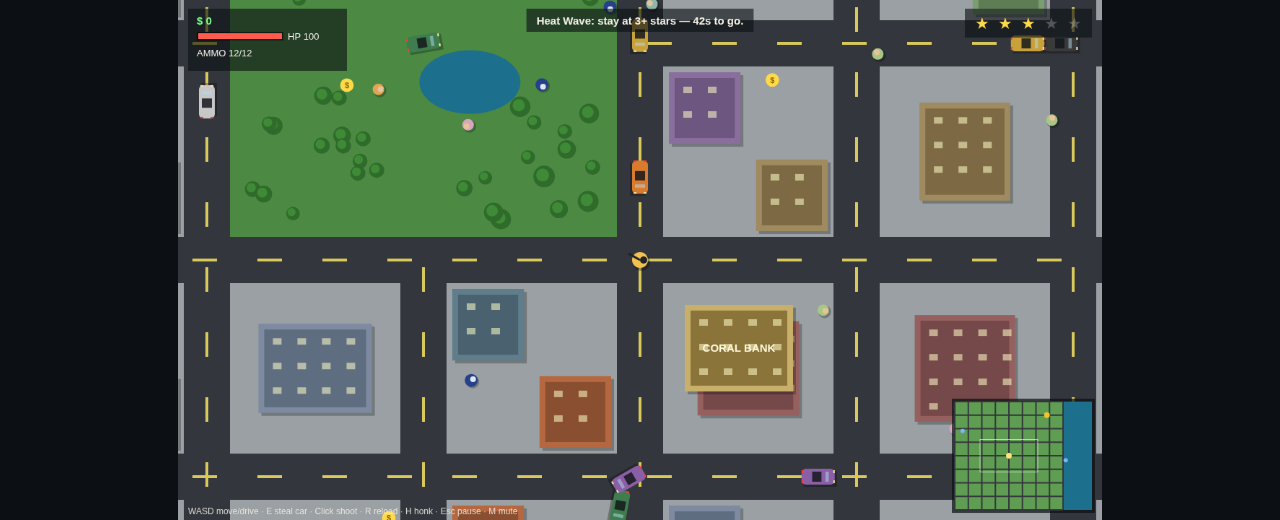 $ 0
HP 100
AMMO 12/12
Heat Wave: stay at 3+ stars — 42s to go.
$
$
CORAL BANK
$
WASD move/drive · E steal car · Click shoot · R reload · H honk · Esc pause · M mute